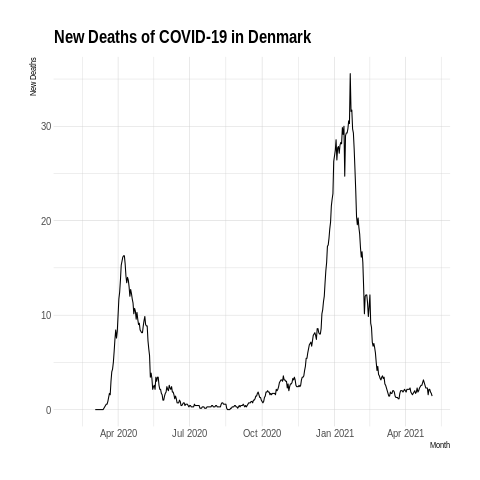 New Deaths of COVID-19 in Denmark
New Deaths
30
20
10
0
Apr 2020
Jul 2020
Oct 2020
Jan 2021
Apr 2021
Month